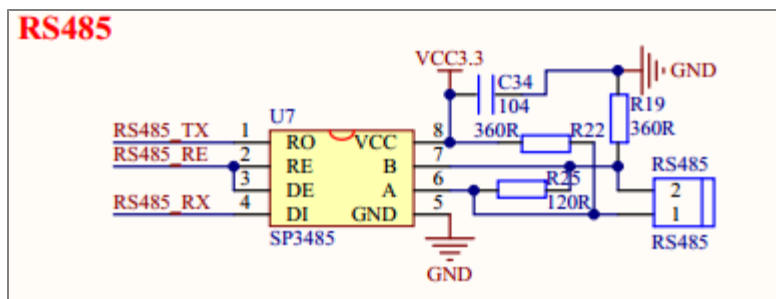 RS485
VCC3.3
C34
104
GND
R19
360R
U7
360R
R22
RS485_TX
1
RO
VCC
8
RS485_RE
2
RE
B
7
RS485
3
DE
A
6
R25
120R
2
RS485_RX
4
DI
GND
5
1
SP3485
RS485
GND